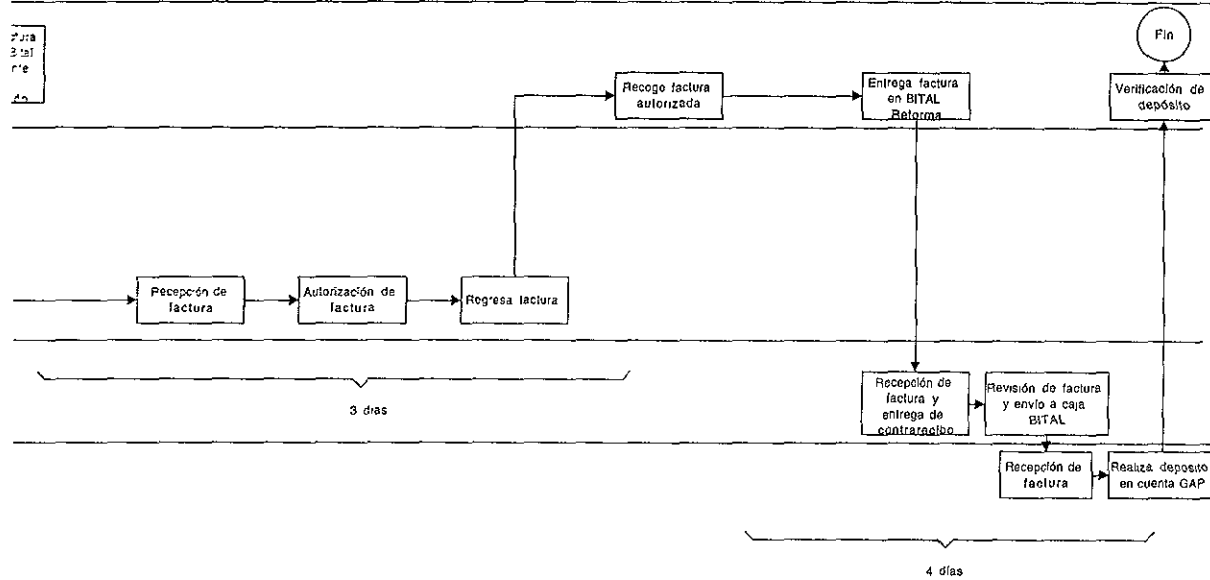 Fin
Recoge factura
autorizada
Entrega factura
en BITAL
Reforma
Verificación de
depósito
Recepción de
factura
Autorización de
factura
Regresa factura
3 días
Recepción de
factura y
entrega de
contrarecibo
Revisión de factura
y envío a caja
BITAL
Recepción de
factura
Realiza deposito
en cuenta GAP
4 días